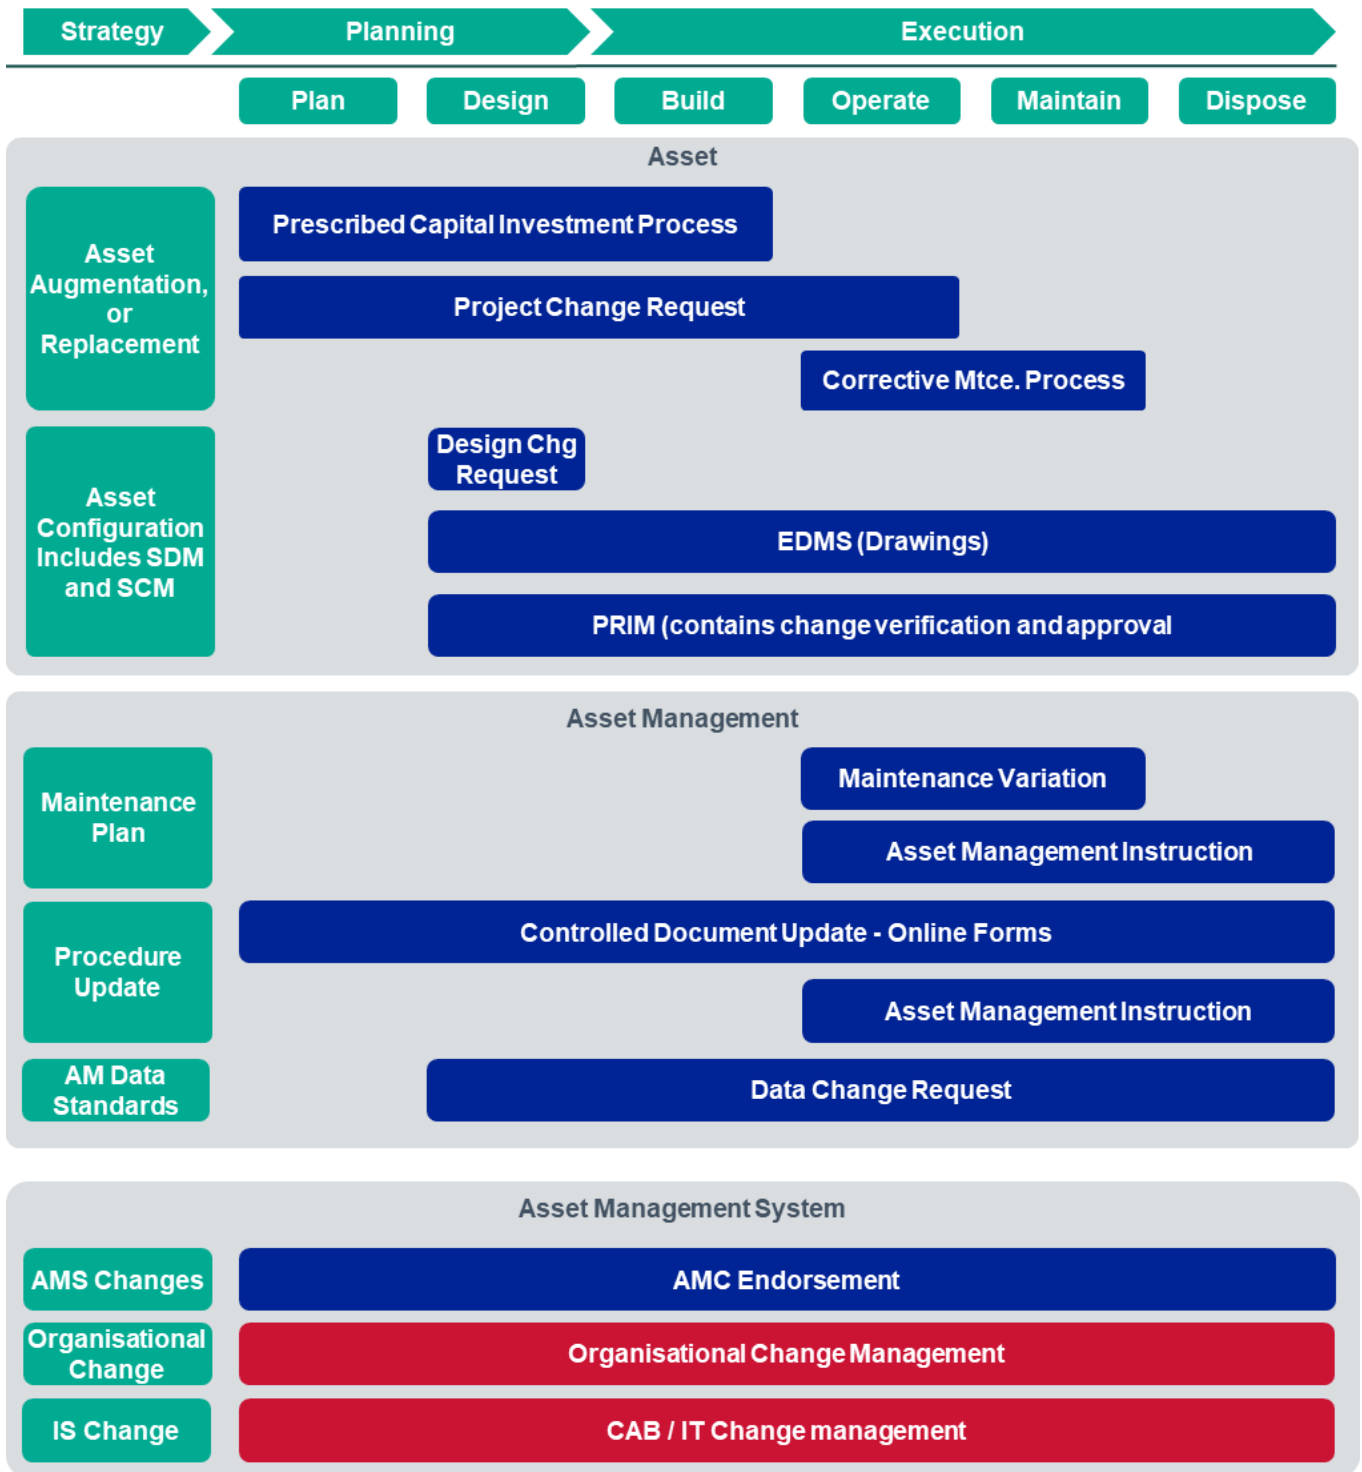 Strategy
Planning
Execution
Plan
Design
Build
Operate
Maintain
Dispose
Asset
Asset
Augmentation,
or
Replacement
Prescribed Capital Investment Process
Project Change Request
Corrective Mtce. Process
Asset
Configuration
Includes SDM
and SCM
Design Chg
Request
EDMS (Drawings)
PRIM (contains change verification and approval
Asset Management
Maintenance
Plan
Maintenance Variation
Asset Management Instruction
Procedure
Update
Controlled Document Update - Online Forms
Asset Management Instruction
AM Data
Standards
Data Change Request
Asset Management System
AMS Changes
AMC Endorsement
Organisational
Change
Organisational Change Management
IS Change
CAB / IT Change management